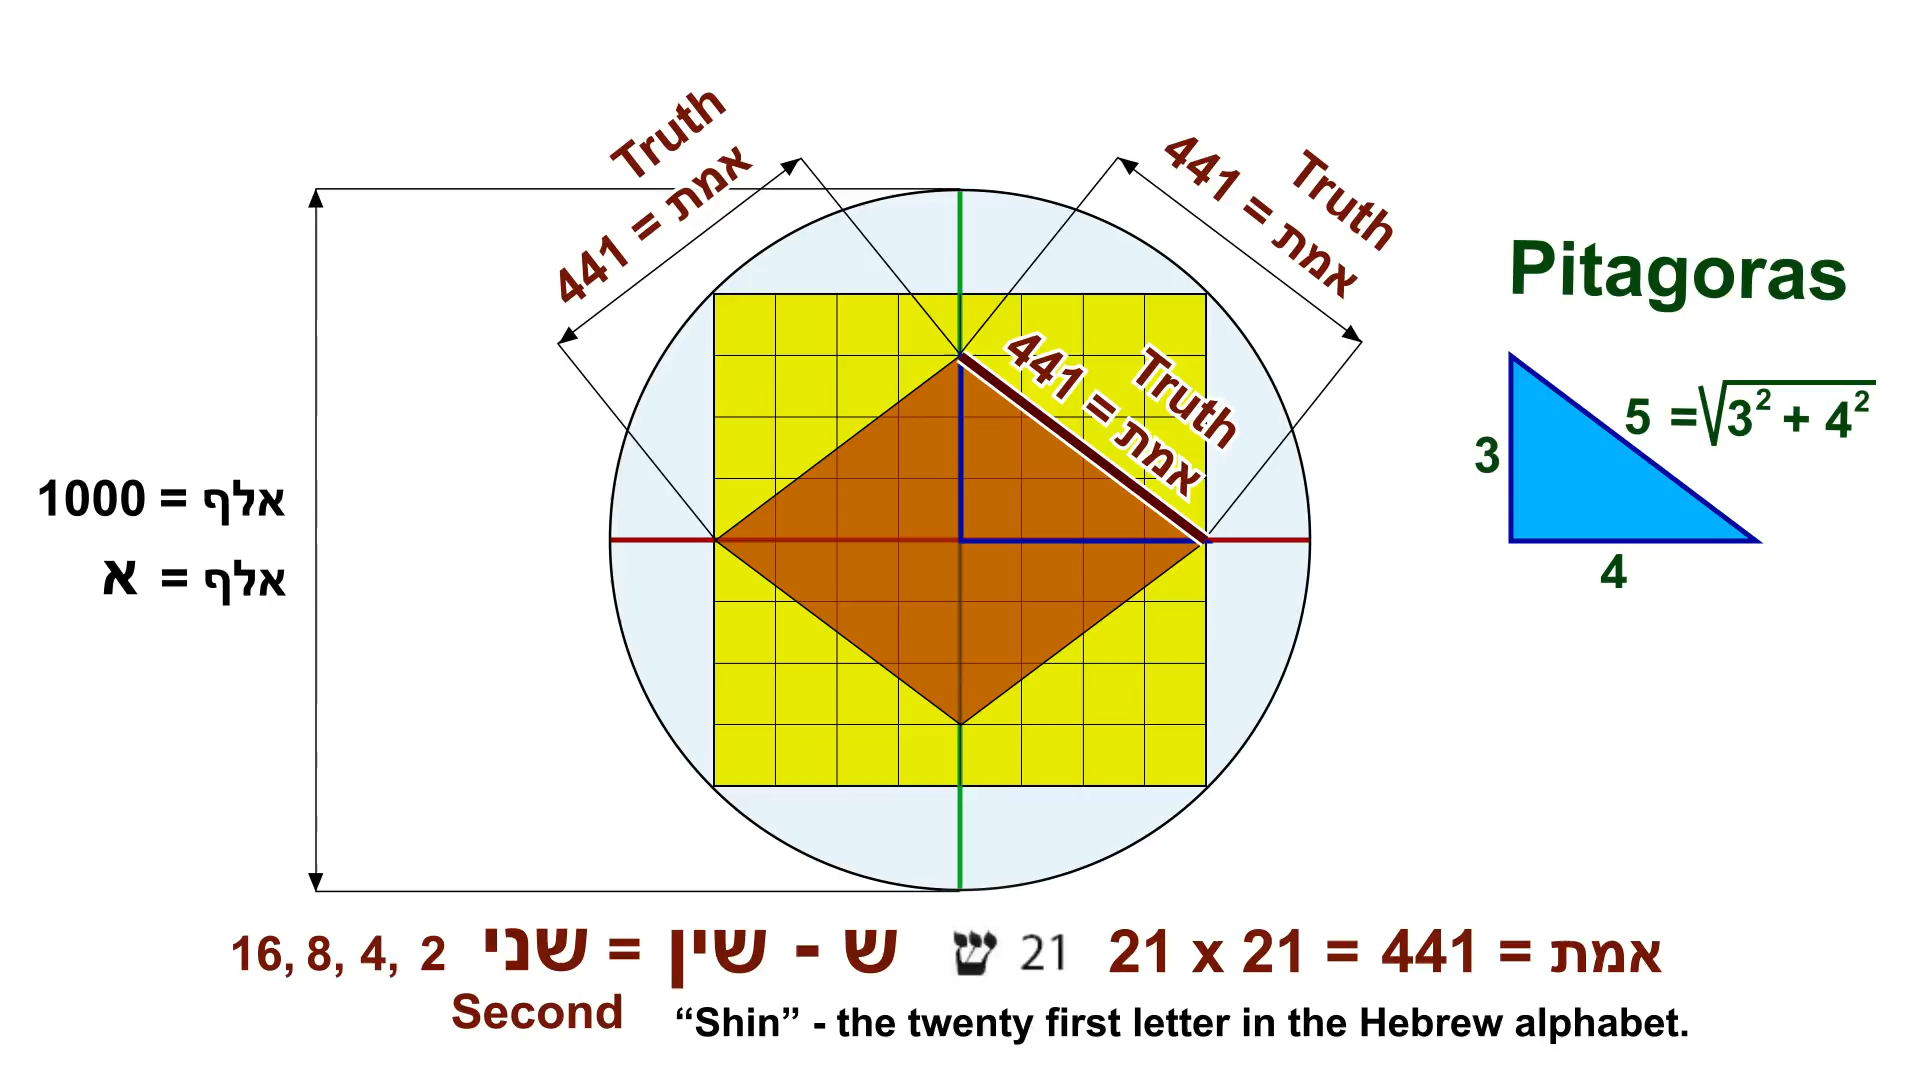 Truth
441 = אמת
Truth
441 = אמת
Truth
441 = אמת
Pitagoras
3
5 =√3² + 4²
4
1000 = אלף
א = אלף
16, 8, 4, 2 שני = שין - ש ש 21 21 x 21 = 441 = אמת
Second
“Shin” - the twenty first letter in the Hebrew alphabet.